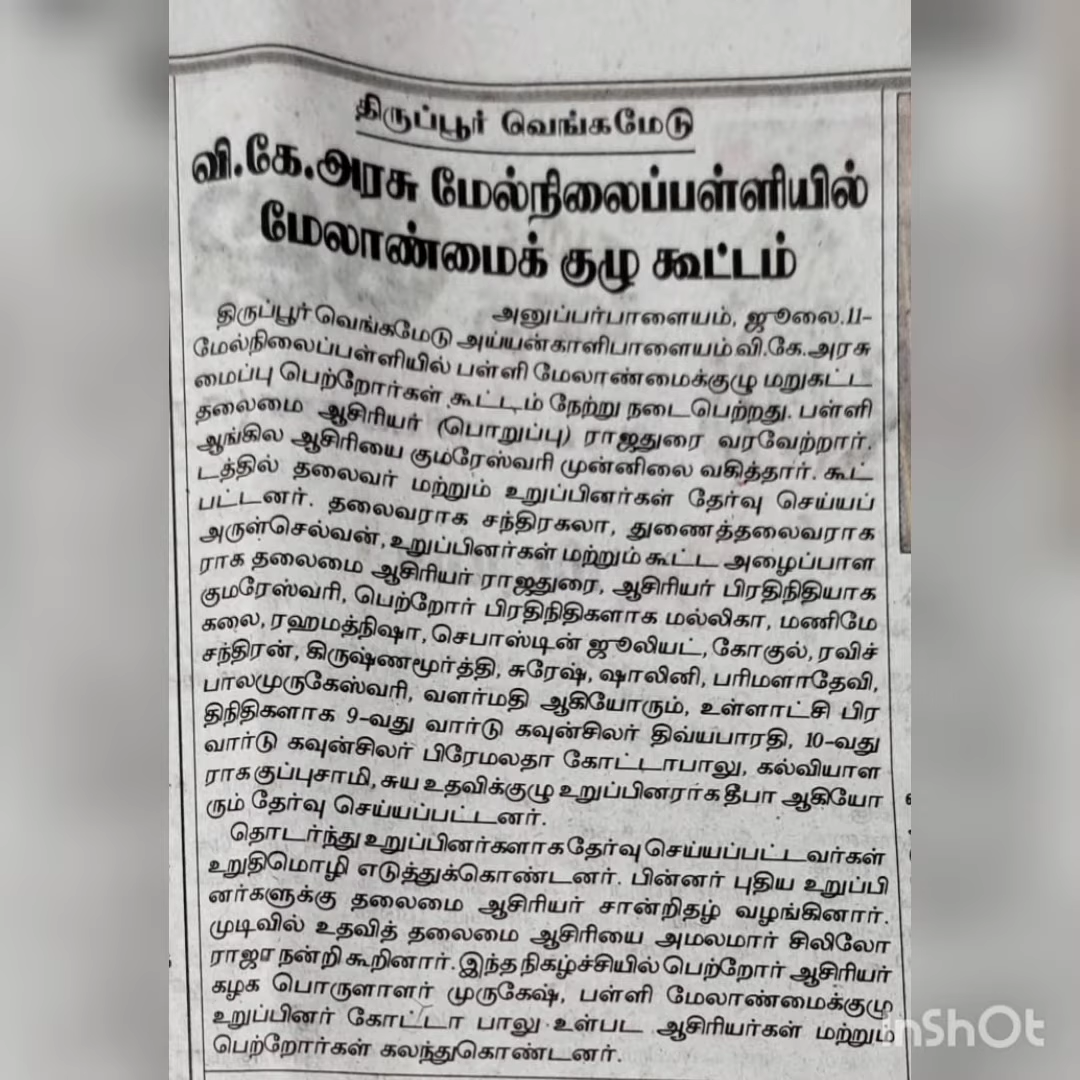 திருப்பூர் வெங்கமேடு
வி.கே.அரசு மேல்நிலைப்பள்ளியில்
மேலாண்மைக் குழு கூட்டம்
அனுப்பர்பாளையம், ஜூலை.11-
திருப்பூர் வெங்கமேடு அய்யன்காளிபாளையம் வி.கே.அரசு
மேல்நிலைப்பள்ளியில் பள்ளி மேலாண்மைக்குழு மறுகட்ட
மைப்பு பெற்றோர்கள் கூட்டம் நேற்று நடைபெற்றது. பள்ளி
தலைமை ஆசிரியர் (பொறுப்பு) ராஜதுரை வரவேற்றார்.
ஆங்கில ஆசிரியை குமரேஸ்வரி முன்னிலை வகித்தார். கூட்
டத்தில் தலைவர் மற்றும் உறுப்பினர்கள் தேர்வு செய்யப்
பட்டனர். தலைவராக சந்திரகலா, துணைத்தலைவராக
அருள்செல்வன், உறுப்பினர்கள் மற்றும் கூட்ட அழைப்பாள
ராக தலைமை ஆசிரியர் ராஜதுரை, ஆசிரியர் பிரதிநிதியாக
குமரேஸ்வரி, பெற்றோர் பிரதிநிதிகளாக மல்லிகா, மணிமே
கலை, ரஹமத்நிஷா, செபாஸ்டின் ஜூலியட், கோகுல், ரவிச்
சந்திரன், கிருஷ்ணமூர்த்தி, சுரேஷ், ஷாலினி, பரிமளாதேவி,
பாலமுருகேஸ்வரி, வளர்மதி ஆகியோரும், உள்ளாட்சி பிர
திநிதிகளாக 9-வது வார்டு கவுன்சிலர் திவ்யபாரதி, 10-வது
வார்டு கவுன்சிலர் பிரேமலதா கோட்டாபாலு, கல்வியாள
ராக குப்புசாமி, சுய உதவிக்குழு உறுப்பினராக தீபா ஆகியோ
ரும் தேர்வு செய்யப்பட்டனர்.
தொடர்ந்து உறுப்பினர்களாக தேர்வு செய்யப்பட்டவர்கள்
உறுதிமொழி எடுத்துக்கொண்டனர். பின்னர் புதிய உறுப்பி
னர்களுக்கு தலைமை ஆசிரியர் சான்றிதழ் வழங்கினார்.
முடிவில் உதவித் தலைமை ஆசிரியை அமலமார் சிலிலோ
ராஜா நன்றி கூறினார். இந்த நிகழ்ச்சியில் பெற்றோர் ஆசிரியர்
கழக பொருளாளர் முருகேஷ், பள்ளி மேலாண்மைக்குழு
உறுப்பினர் கோட்டா பாலு உள்பட ஆசிரியர்கள் மற்றும்
பெற்றோர்கள் கலந்துகொண்டனர்.
InShOt